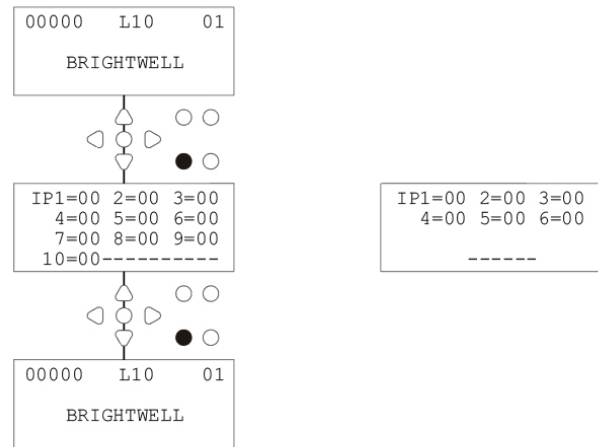 00000 L10 01
BRIGHTWELL
IP1=00 2=00 3=00
4=00 5=00 6=00
7=00 8=00 9=00
10=00----------
IP1=00 2=00 3=00
4=00 5=00 6=00
------
00000 L10 01
BRIGHTWELL